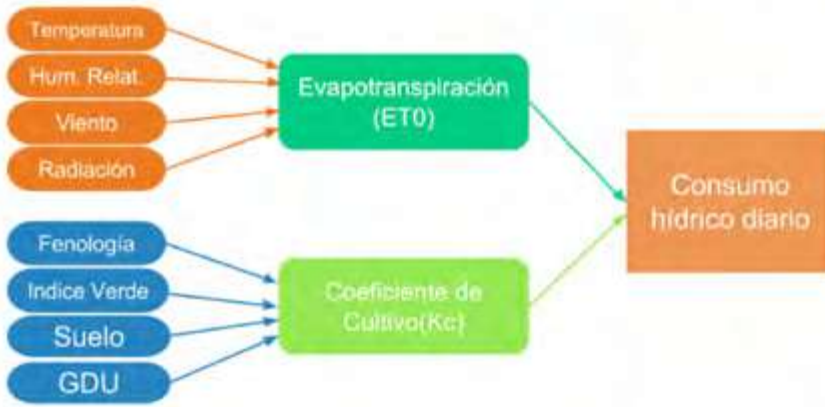 Temperatura
Hum. Relat.
Viento
Radiación
Evapotranspiración
(ET0)
Fenología
Indice Verde
Suelo
GDU
Coeficiente de
Cultivo(Kc)
Consumo
hídrico diario